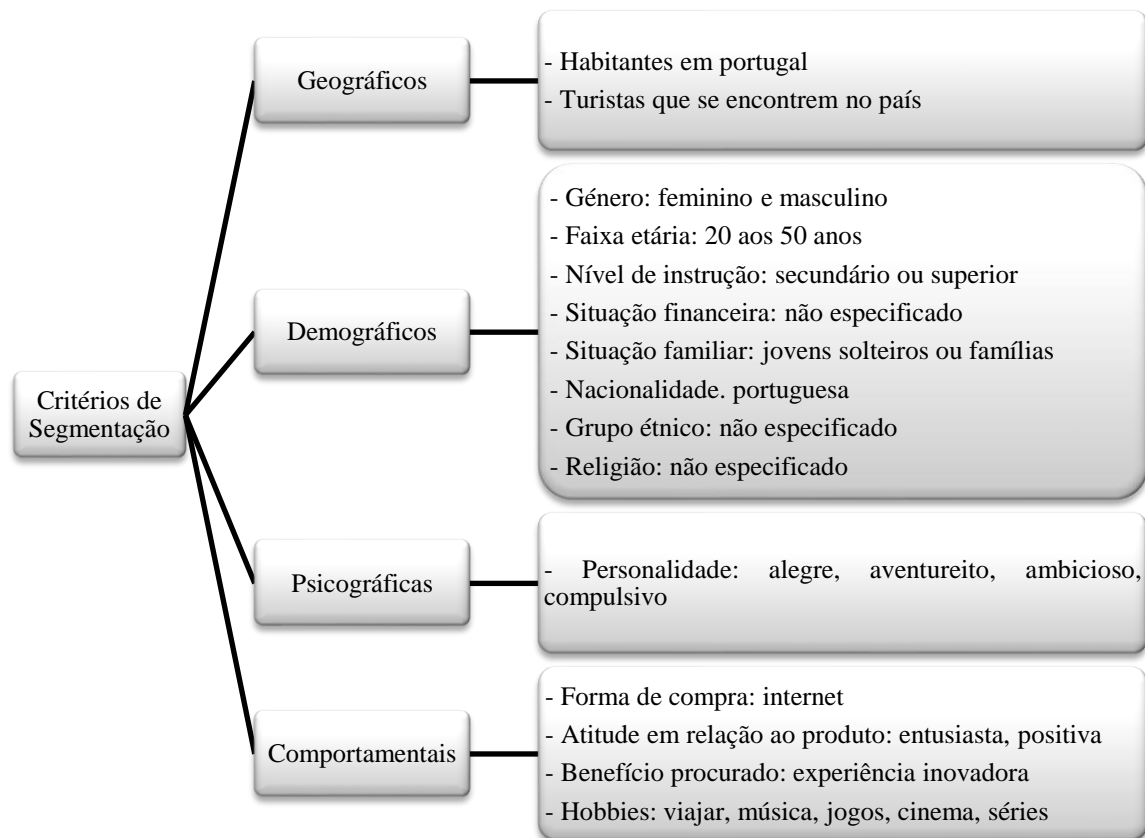 Critérios de
Segmentação
Geográficos
- Habitantes em portugal
- Turistas que se encontrem no país
Demográficos
- Género: feminino e masculino
- Faixa etária: 20 aos 50 anos
- Nível de instrução: secundário ou superior
- Situação financeira: não especificado
- Situação familiar: jovens solteiros ou famílias
- Nacionalidade. portuguesa
- Grupo étnico: não especificado
- Religião: não especificado
Psicográficas
- Personalidade: alegre, aventureito, ambicioso,
compulsivo
Comportamentais
- Forma de compra: internet
- Atitude em relação ao produto: entusiasta, positiva
- Benefício procurado: experiência inovadora
- Hobbies: viajar, música, jogos, cinema, séries